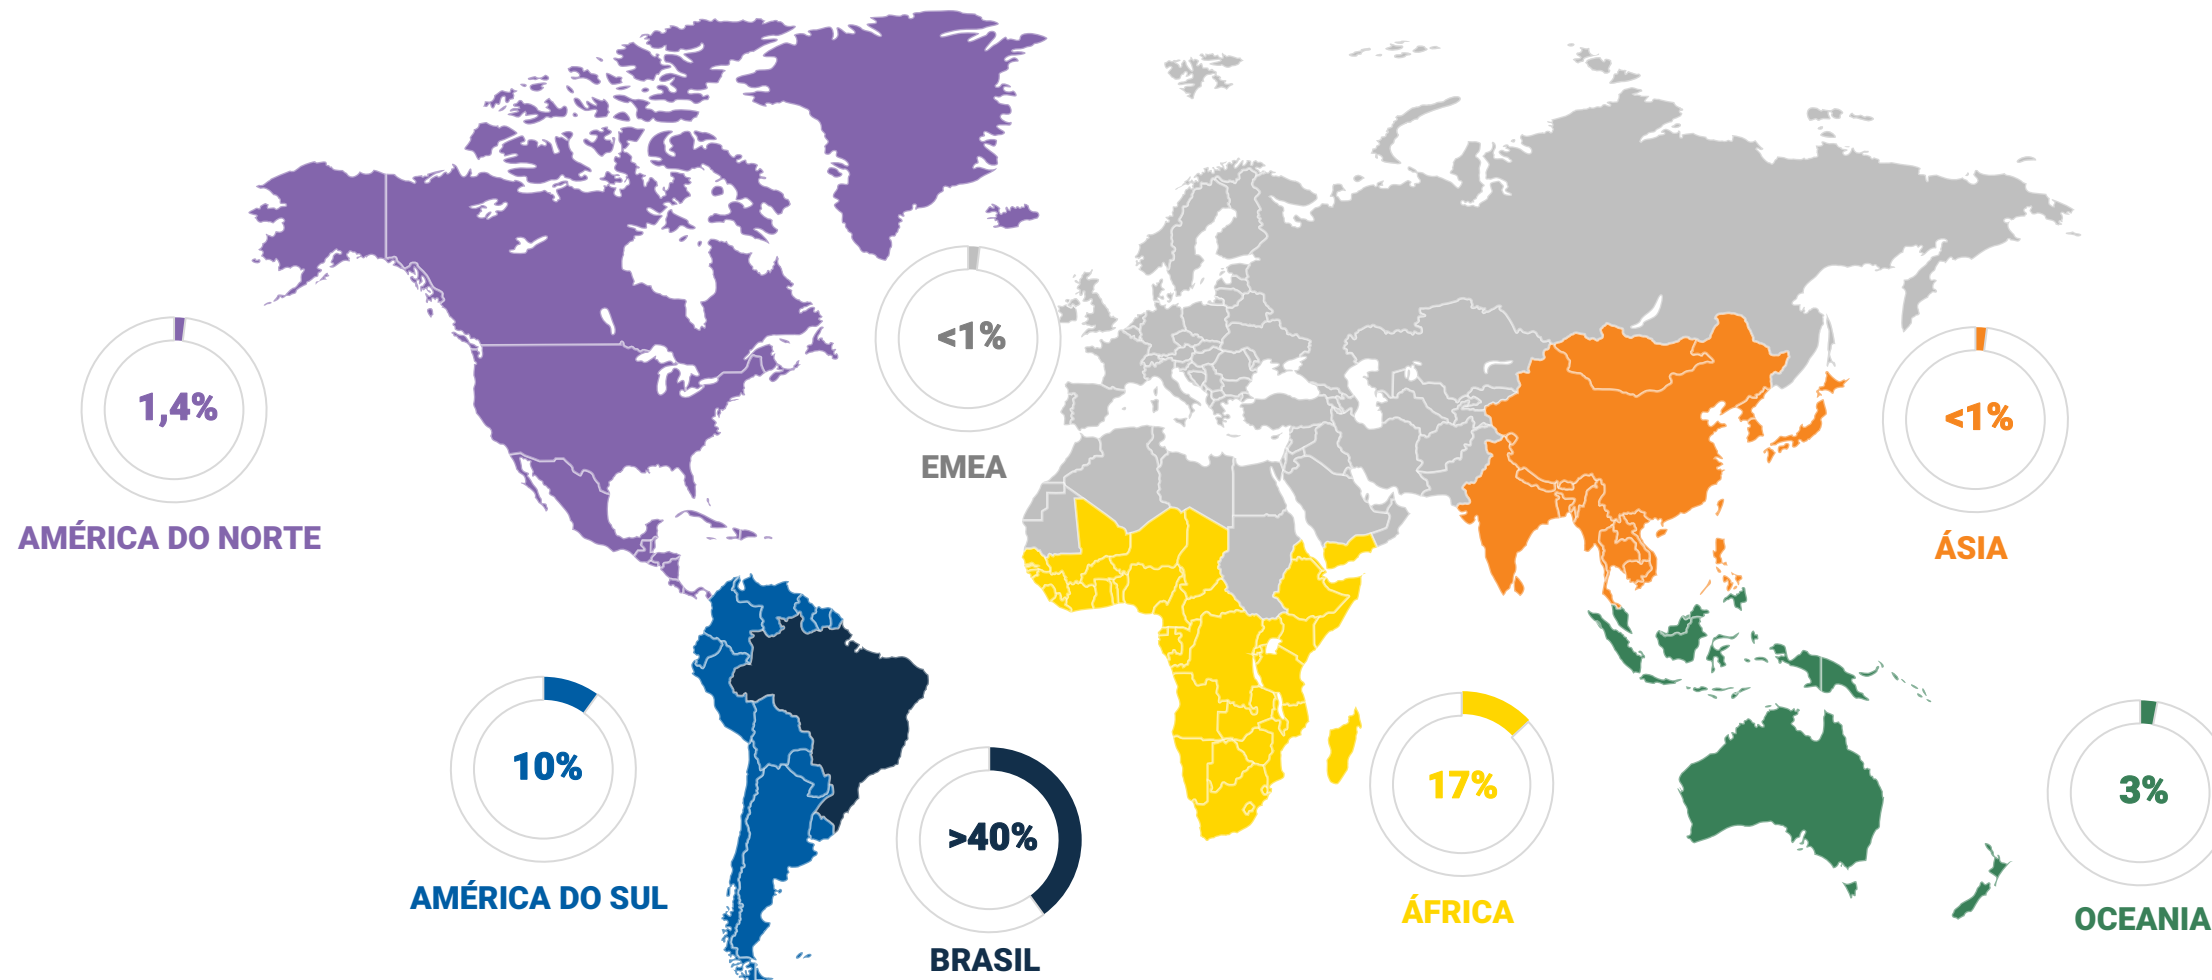 <1%
EMEA
1,4%
AMÉRICA DO NORTE
<1%
ÁSIA
10%
AMÉRICA DO SUL
>40%
BRASIL
17%
ÁFRICA
3%
OCEANIA